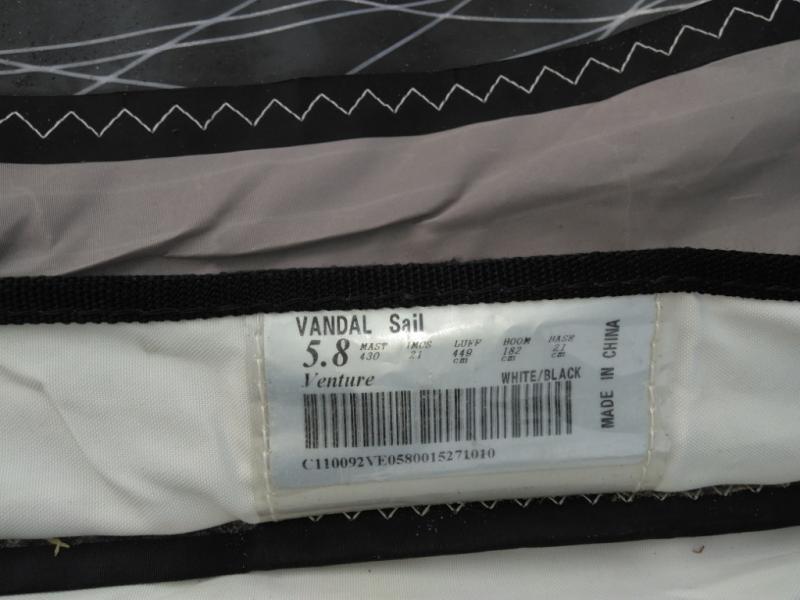 VANDAL Sail
5.8 MAST IMCS LUFF BOOM BASE
430 21 449 cm 182 cm 21 cm
Venture WHITE/BLACK
MADE IN CHINA
C110092VE0580015271010